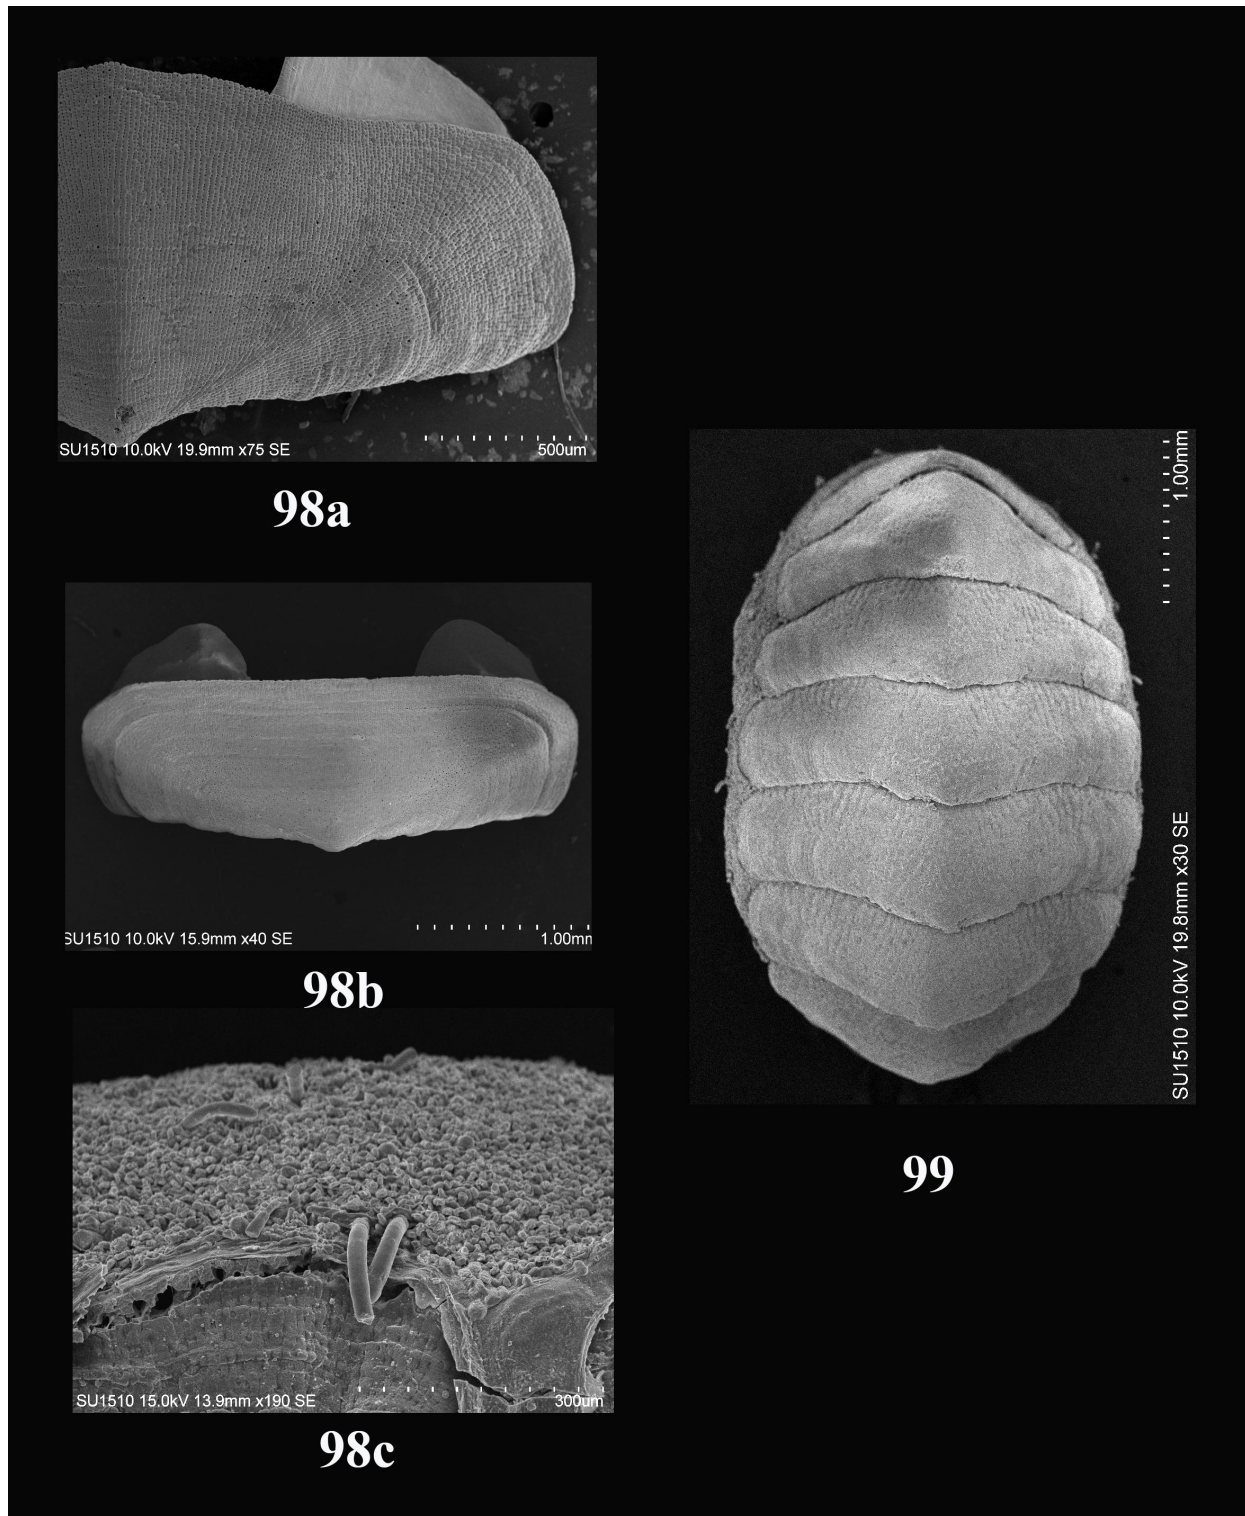 SU1510 10.0kV 19.9mm x75 SE 500um
98a
SU1510 10.0kV 15.9mm x40 SE 1.00mm
98b
SU1510 15.0kV 13.9mm x190 SE 300um
98c
SU1510 10.0kV 19.8mm x30 SE 1.00mm
99